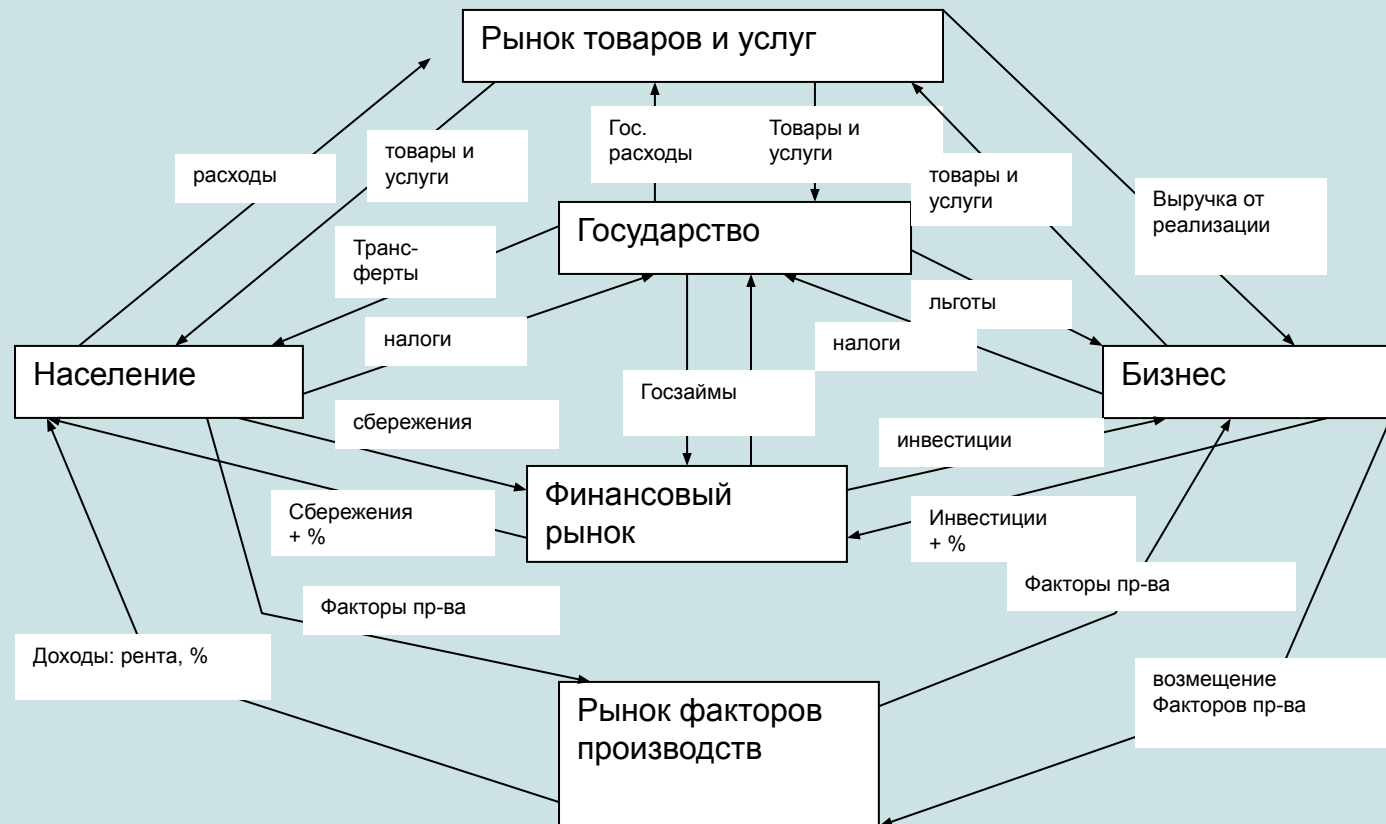 Рынок товаров и услуг
Гос.
расходы
Товары и
услуги
товары и
услуги
расходы
товары и
услуги
Выручка от
реализации
Государство
Транс-
ферты
льготы
налоги
налоги
Население
Бизнес
Госзаймы
сбережения
инвестиции
Финансовый
рынок
Сбережения
+ %
Инвестиции
+ %
Факторы пр-ва
Факторы пр-ва
Доходы: рента, %
возмещение
Факторов пр-ва
Рынок факторов
производств